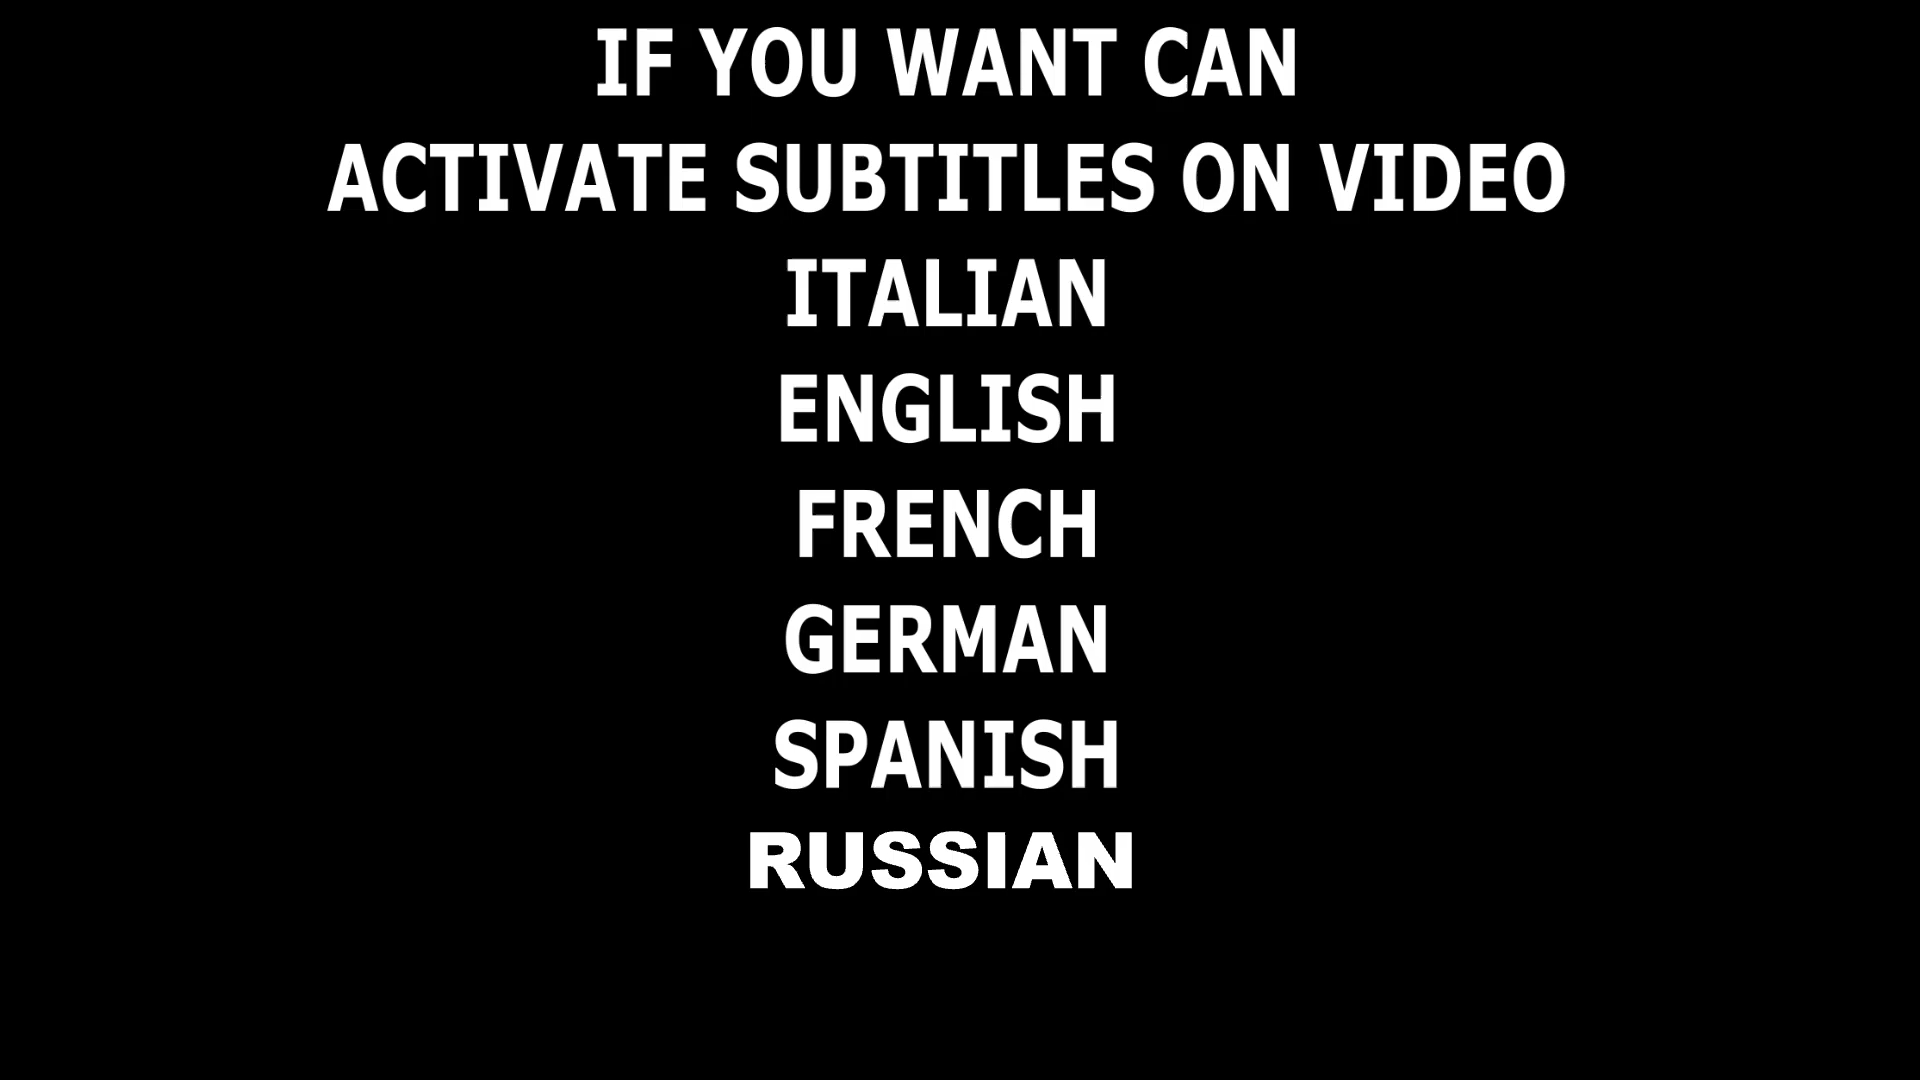 IF YOU WANT CAN
ACTIVATE SUBTITLES ON VIDEO
ITALIAN
ENGLISH
FRENCH
GERMAN
SPANISH
RUSSIAN